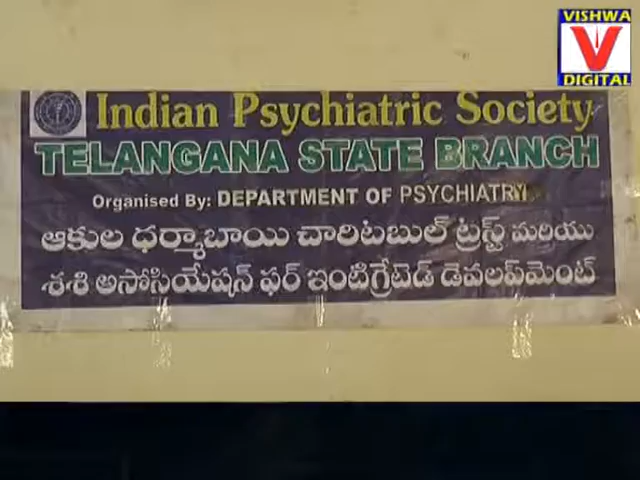 VISHWA
V
DIGITAL
Indian Psychiatric Society
TELANGANA STATE BRANCH
Organised By: DEPARTMENT OF PSYCHIATRY
ఆకుల ధర్మాబాయి చారిటబుల్ ట్రస్ట్ మరియు
శశి అసోసియేషన్ ఫర్ ఇంటిగ్రేటెడ్ డెవలప్‌మెంట్